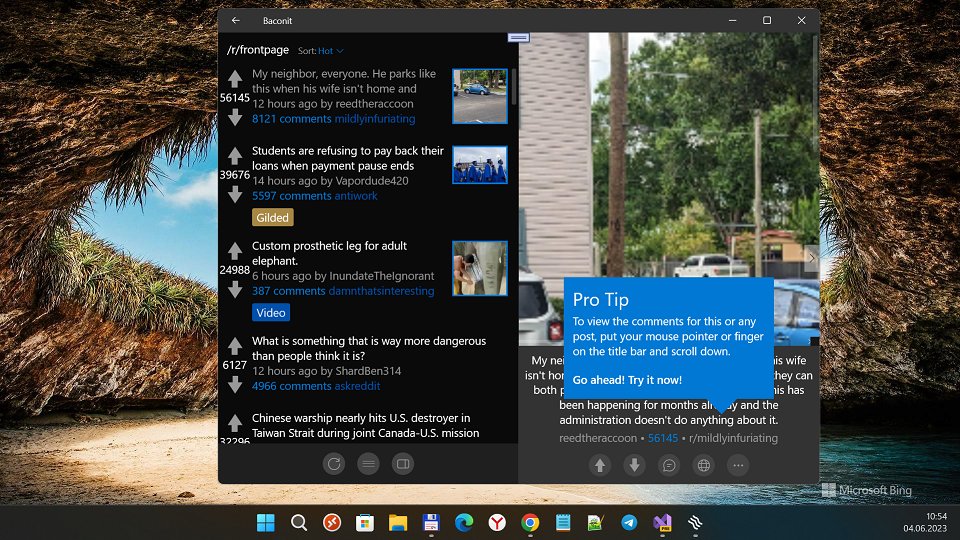 Baconit
/r/frontpage Sort: Hot
My neighbor, everyone. He parks like
this when his wife isn't home and
12 hours ago by reedtheraccoon
8121 comments mildlyinfuriating
56145
Students are refusing to pay back their
loans when payment pause ends
14 hours ago by Vapordude420
5597 comments antiwork
39676
Gilded
Custom prosthetic leg for adult
elephant.
6 hours ago by InundateTheIgnorant
387 comments damnthatsinteresting
24988
Video
What is something that is way more dangerous
than people think it is?
12 hours ago by ShardBen314
4966 comments askreddit
6127
Chinese warship nearly hits U.S. destroyer in
Taiwan Strait during joint Canada-U.S. mission
32296
Pro Tip
To view the comments for this or any
post, put your mouse pointer or finger
on the title bar and scroll down.
Go ahead! Try it now!
My his wife
isn't they can
both has
been happening for months already and the
administration doesn't do anything about it.
reedtheraccoon • 56145 • r/mildlyinfuriating
Microsoft Bing
PRE
10:54
04.06.2023